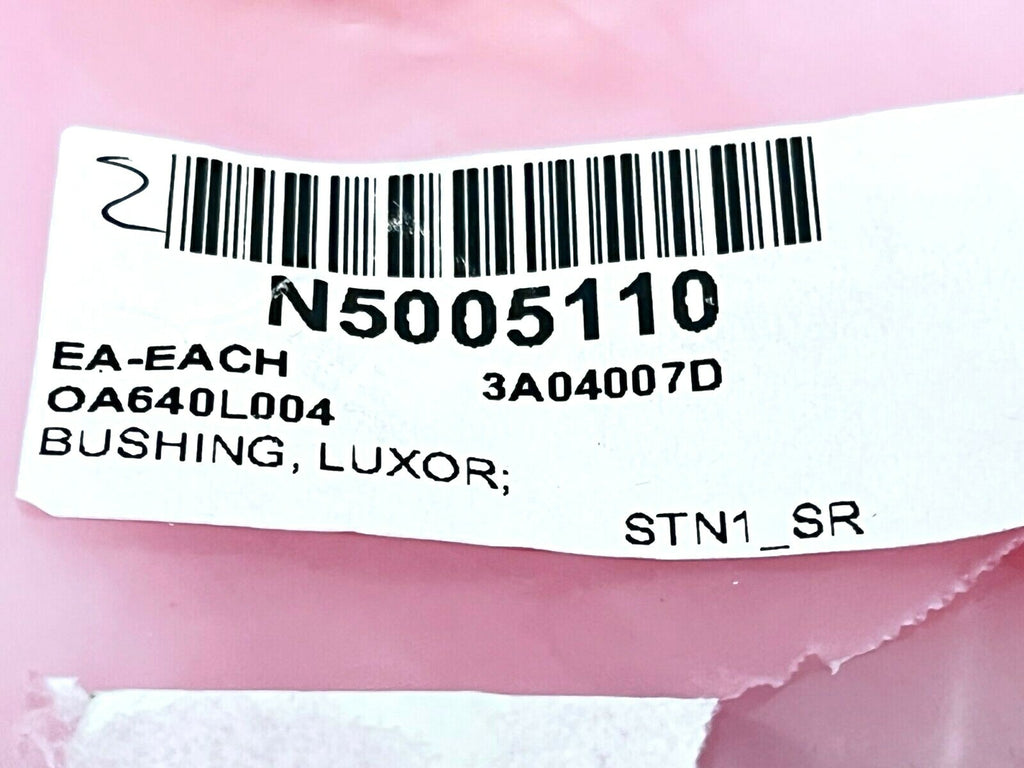 2
N5005110
EA-EACH
3A04007D
OA640L004
BUSHING, LUXOR;
STN1_SR